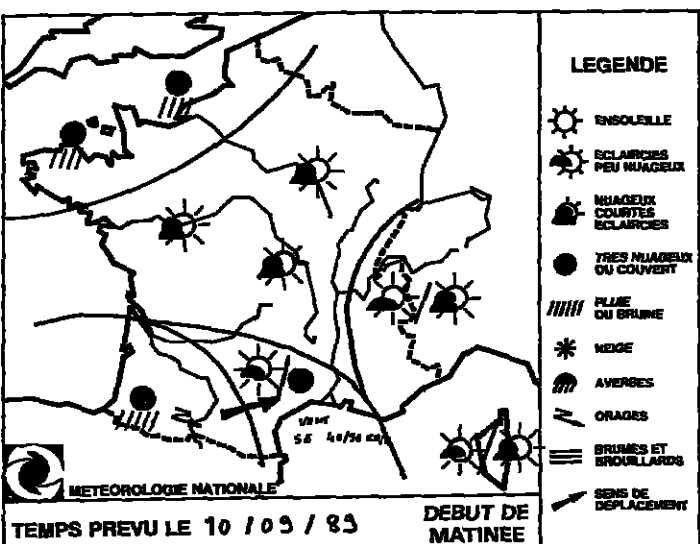 LEGENDE
ENSOLEILLE
ECLAIRCIES
PEU NUAGEUX
NUAGEUX
COURTES
ECLAIRCIES
TRES NUAGEUX
OU COUVERT
PLUIE
OU BRUINE
NEIGE
AVERSES
ORAGES
BRUMES ET
BROUILLARDS
SENS DE
DEPLACEMENT
VENT
SE 40/50
METEOROLOGIE NATIONALE
TEMPS PREVU LE 10 / 09 / 89
DEBUT DE
MATINEE